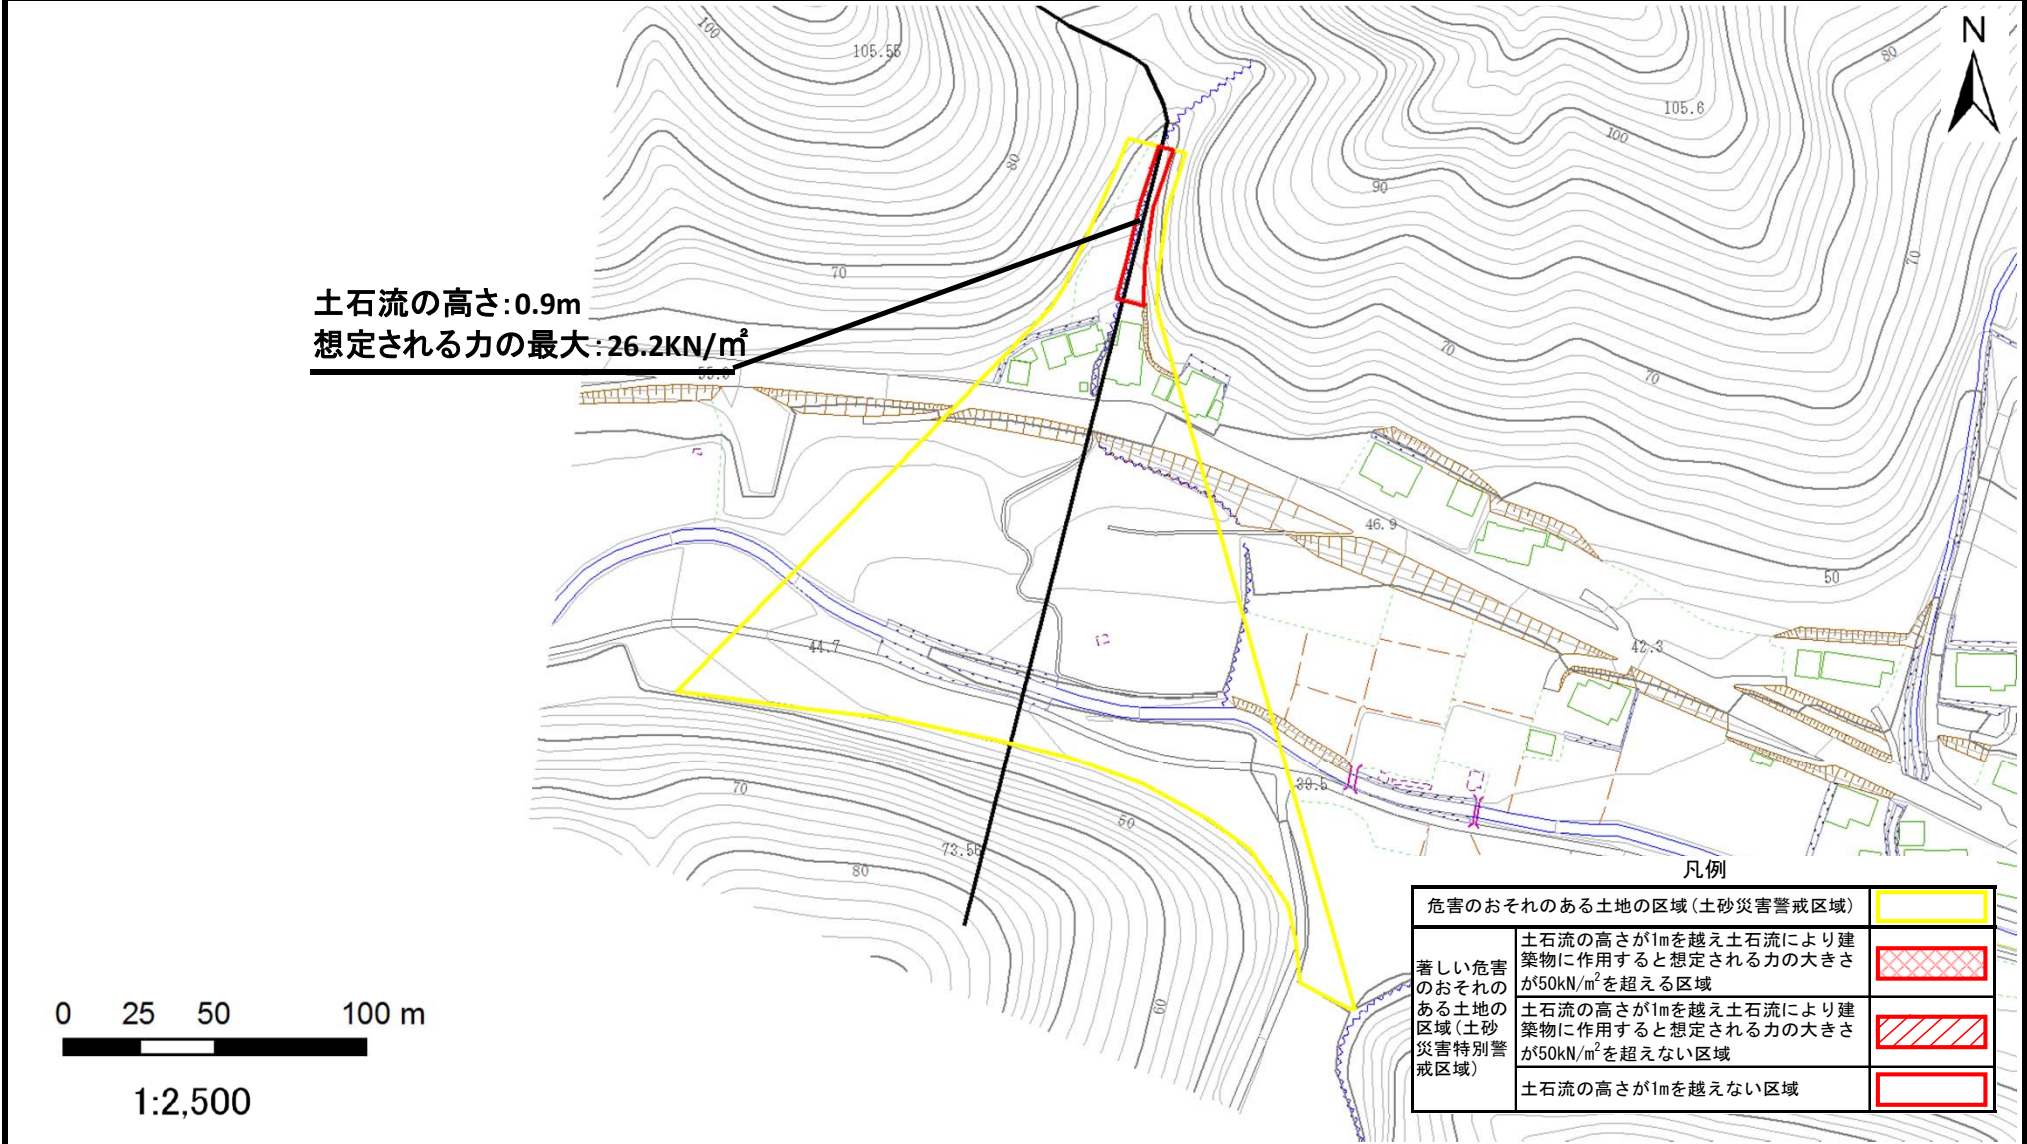 100
105.55
N
80
105.6
100
80
90
70
70
土石流の高さ:0.9m
想定される力の最大:26.2KN/㎡
70
70
55.6
46.9
50
44.7
42.3
39.5
70
50
73.56
80
60
凡例
危害のおそれのある土地の区域(土砂災害警戒区域)
著しい危害
のおそれの
ある土地の
区域(土砂
災害特別警
戒区域)
土石流の高さが1mを越え土石流により建
築物に作用すると想定される力の大きさ
が50kN/m²を超える区域
土石流の高さが1mを越え土石流により建
築物に作用すると想定される力の大きさ
が50kN/m²を超えない区域
土石流の高さが1mを越えない区域
0 25 50 100 m
1:2,500